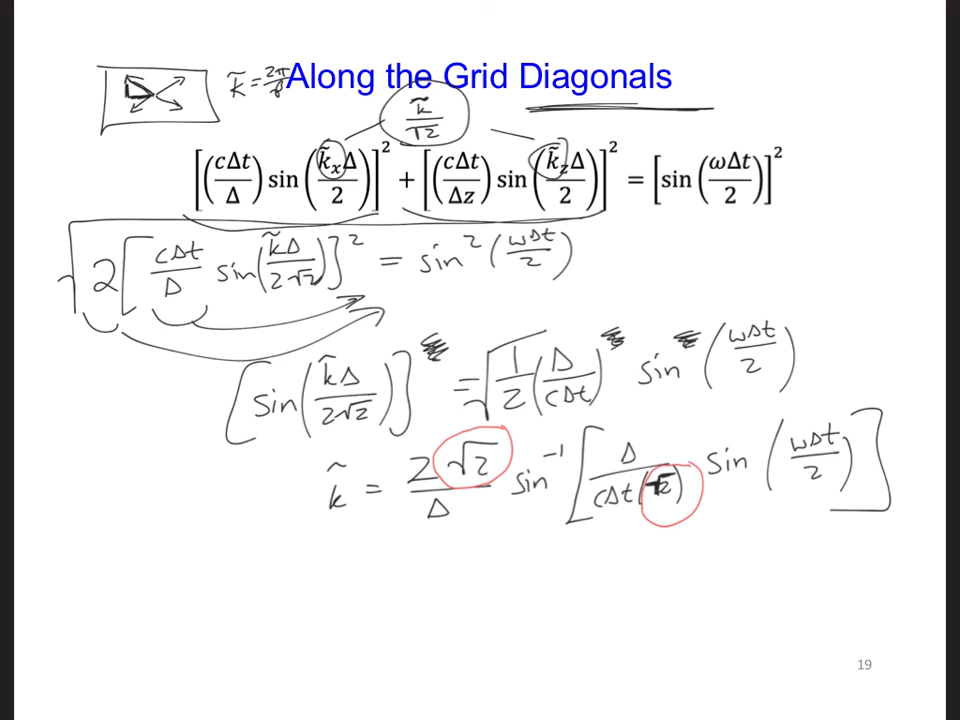 Along the Grid Diagonals
k̃ = 2π/
k̃/√2
[(cΔt/Δ) sin(k̃ₓΔ/2)]² + [(cΔt/Δz) sin(k̃_zΔ/2)]² = [sin(ωΔt/2)]²
2[cΔt/Δ sin(k̃Δ/2√2)]² = sin²(ωΔt/2)
[sin(k̃Δ/2√2)] = √(1/2) (Δ/cΔt) sin(ωΔt/2)
k̃ = 2√2/Δ sin⁻¹[Δ/cΔt(√2) sin(ωΔt/2)]
19